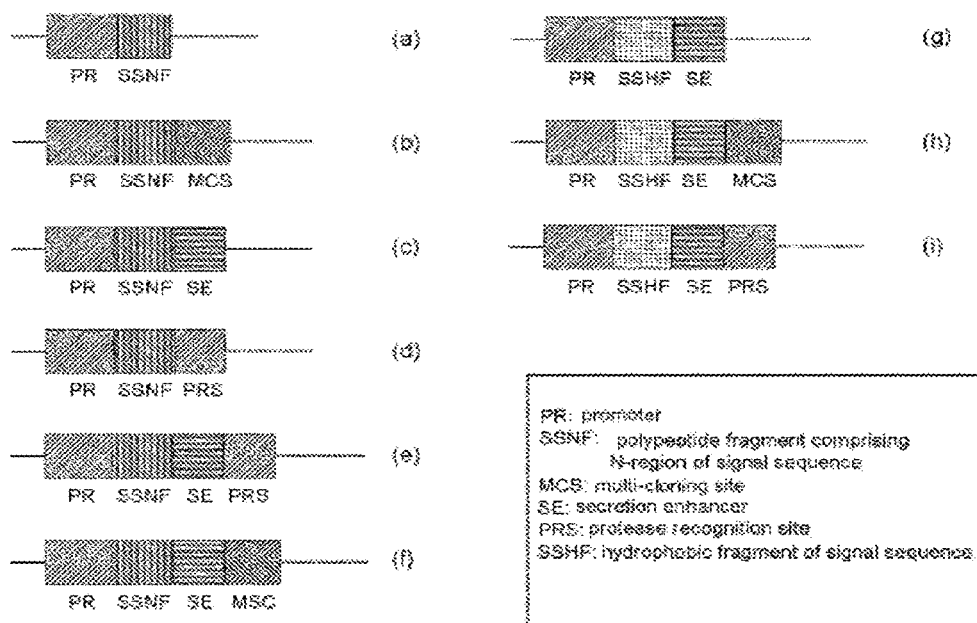 (a)
PR SSNF
(b)
PR SSNF MCS
(c)
PR SSNF SE
(d)
PR SSNF PRS
(e)
PR SSNF SE PRS
(f)
PR SSNF SE MSC
(g)
PR SSHF SE
(h)
PR SSHF SE MCS
(i)
PR SSHF SE PRS
PR: promoter
SSNF: polypeptide fragment comprising
N-region of signal sequence
MCS: multi-cloning site
SE: secretion enhancer
PRS: protease recognition site
SSHF: hydrophobic fragment of signal sequence